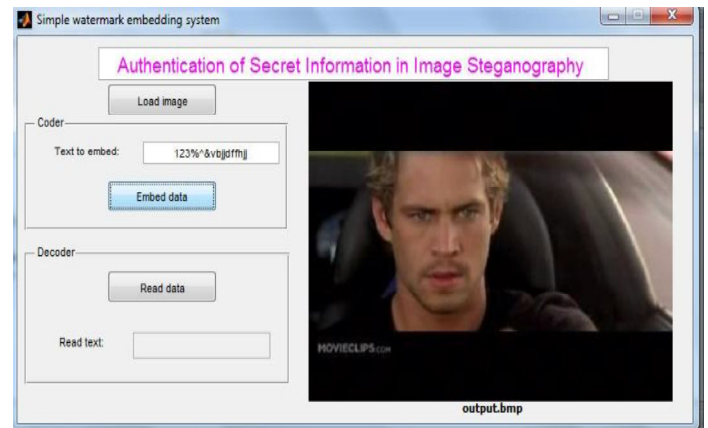 Simple watermark embedding system
Authentication of Secret Information in Image Steganography
Load image
Coder
Text to embed: 123%^&vbjjdffhjj
Embed data
Decoder
Read data
Read text:
MOVIECLIPS.COM
output.bmp